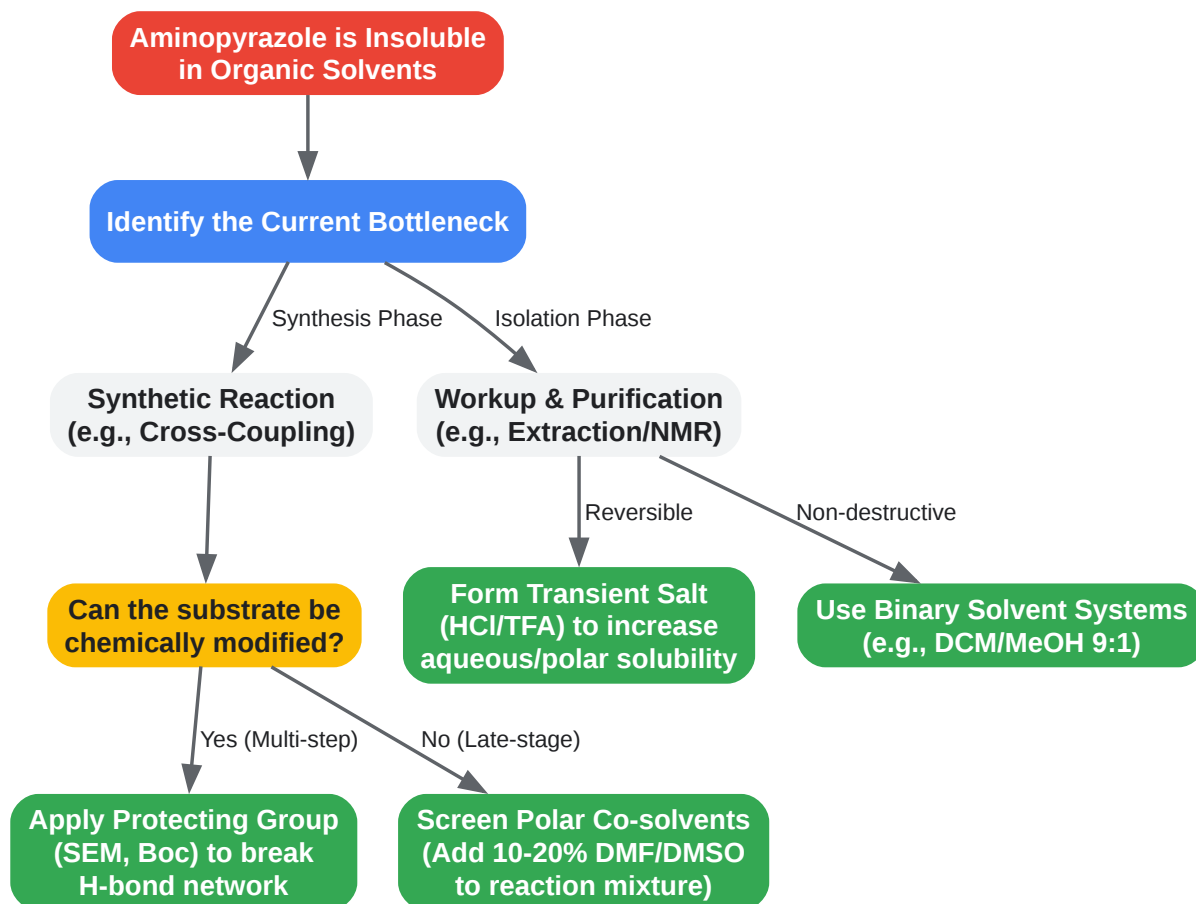 Aminopyrazole is Insoluble
in Organic Solvents
Identify the Current Bottleneck
Synthesis Phase
Isolation Phase
Synthetic Reaction
(e.g., Cross-Coupling)
Workup & Purification
(e.g., Extraction/NMR)
Reversible
Non-destructive
Can the substrate be
chemically modified?
Form Transient Salt
(HCl/TFA) to increase
aqueous/polar solubility
Use Binary Solvent Systems
(e.g., DCM/MeOH 9:1)
Yes (Multi-step)
No (Late-stage)
Apply Protecting Group
(SEM, Boc) to break
H-bond network
Screen Polar Co-solvents
(Add 10-20% DMF/DMSO
to reaction mixture)